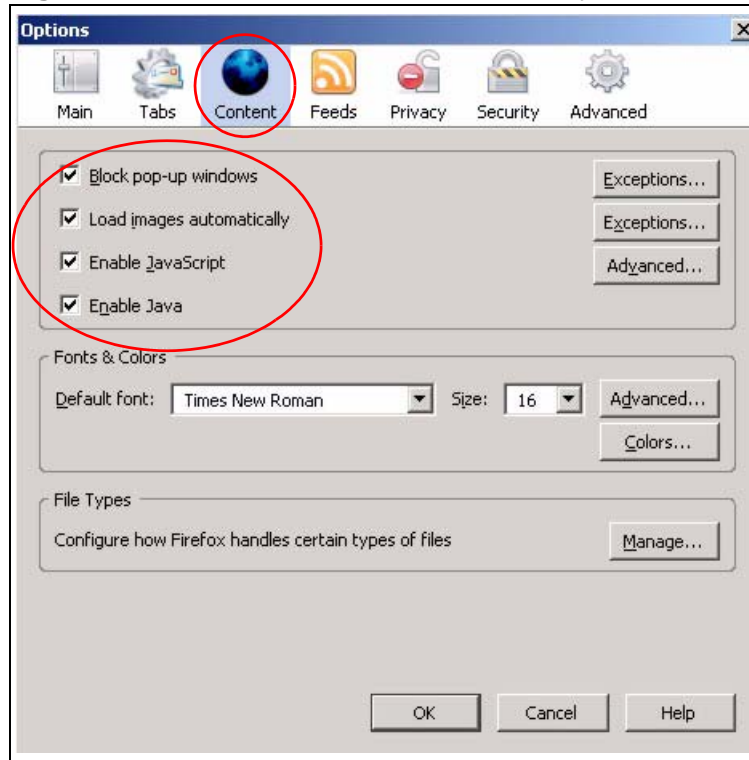 Options
Main Tabs Content Feeds Privacy Security Advanced
Block pop-up windows Exceptions...
Load images automatically Exceptions...
Enable JavaScript Advanced...
Enable Java
Fonts & Colors
Default font: Times New Roman Size: 16 Advanced...
Colors...
File Types
Configure how Firefox handles certain types of files Manage...
OK Cancel Help